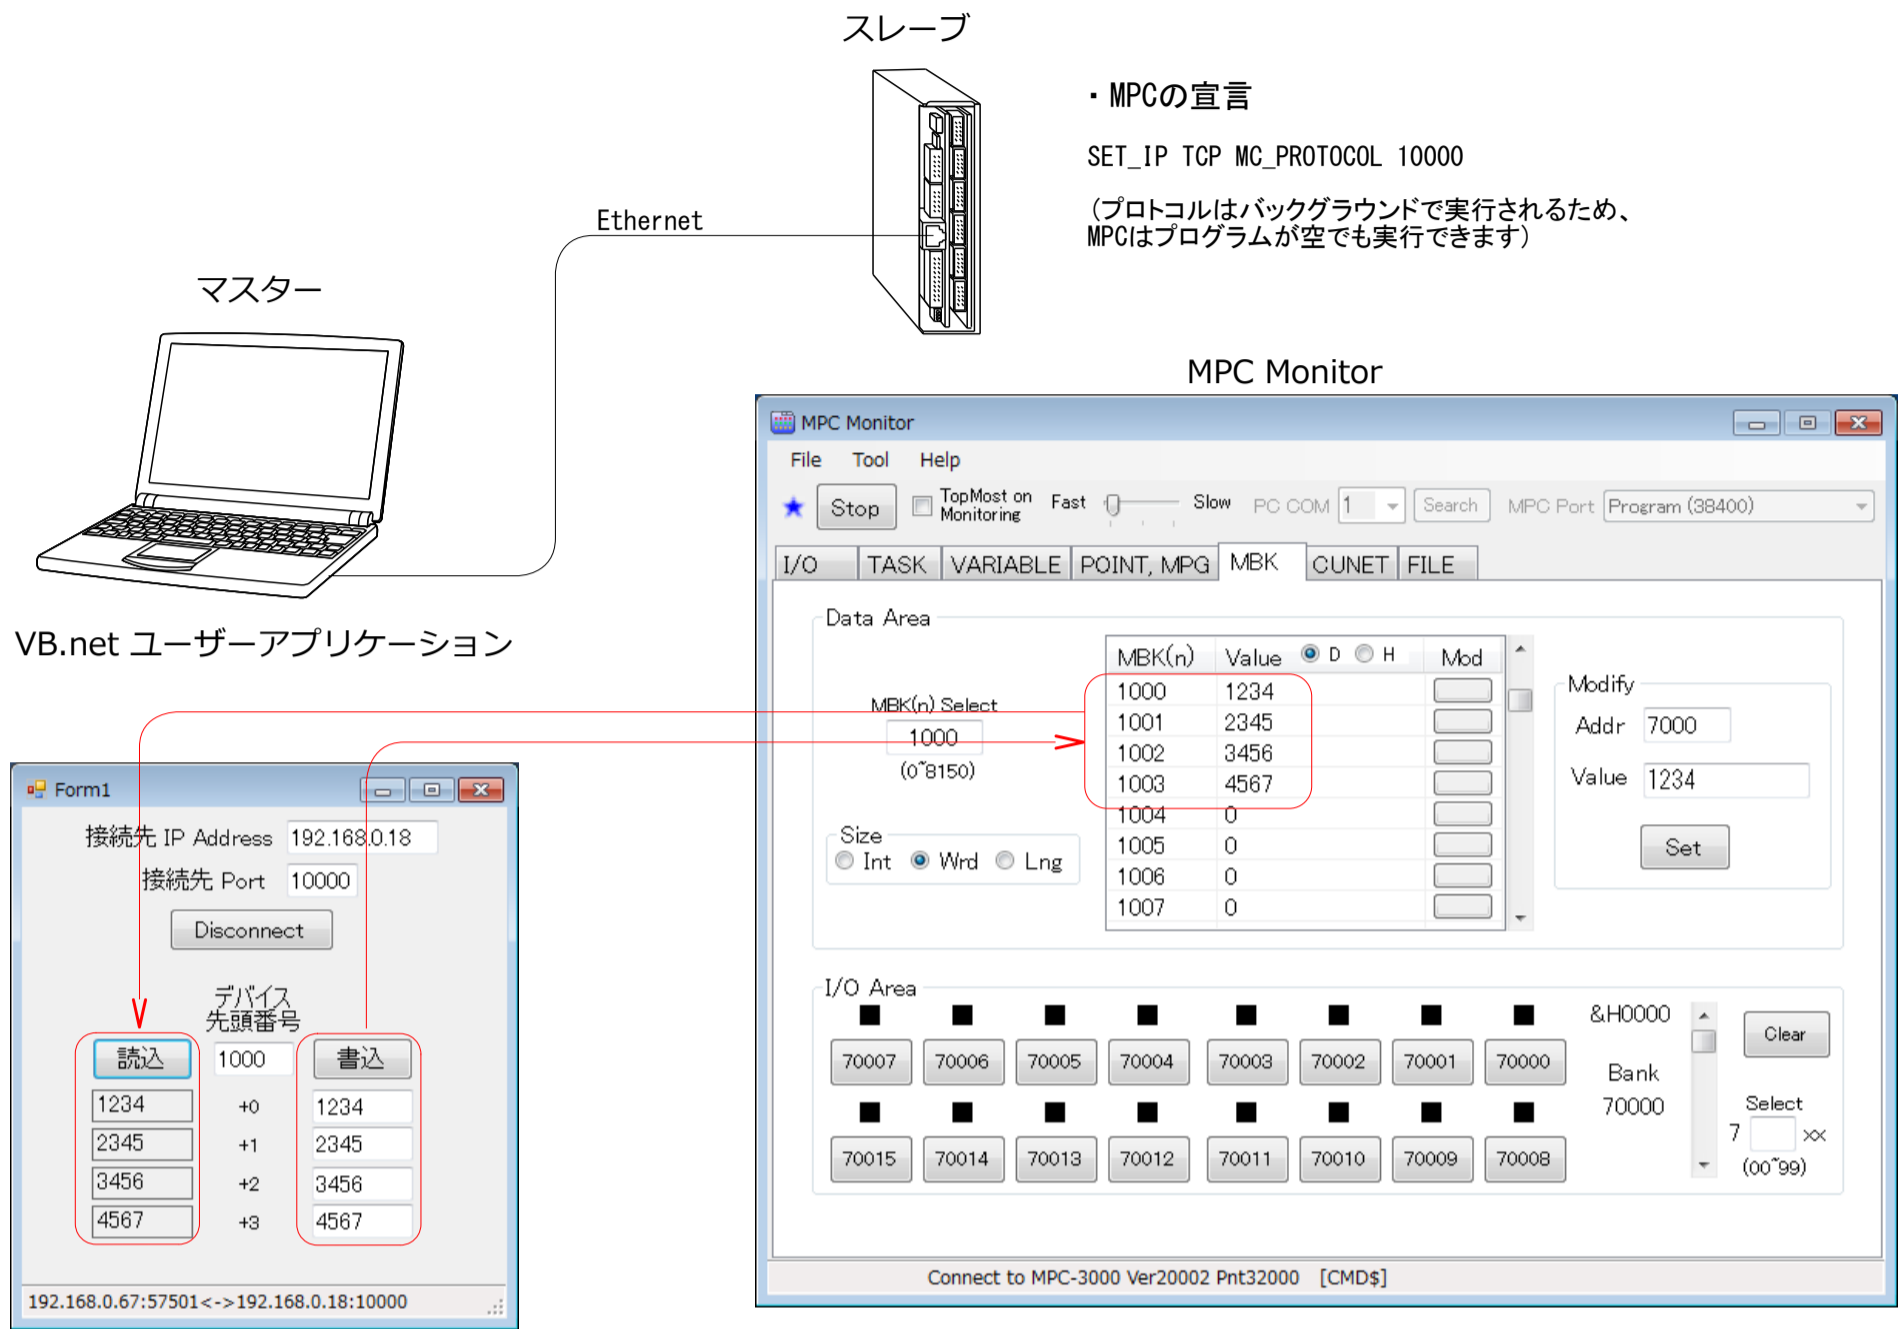 スレーブ
・MPCの宣言
SET_IP TCP MC_PROTOCOL 10000
(プロトコルはバックグラウンドで実行されるため、
MPCはプログラムが空でも実行できます)
Ethernet
マスター
VB.net ユーザーアプリケーション
MPC Monitor
MPC Monitor
File Tool Help
Stop TopMost on Monitoring Fast Slow PC COM 1 Search MPC Port Program (38400)
I/O TASK VARIABLE POINT, MPG MBK CUNET FILE
Data Area
MBK(n) Select
1000
(0~8150)
Size
Int Wrd Lng
MBK(n) Value D H Mod
1000 1234
1001 2345
1002 3456
1003 4567
1004 0
1005 0
1006 0
1007 0
Modify
Addr 7000
Value 1234
Set
I/O Area
70007 70006 70005 70004 70003 70002 70001 70000
70015 70014 70013 70012 70011 70010 70009 70008
&H0000
Bank
70000
Clear
Select
7 xx
(00~99)
Connect to MPC-3000 Ver20002 Pnt32000 [CMD$]
Form1
接続先 IP Address 192.168.0.18
接続先 Port 10000
Disconnect
デバイス
先頭番号
読込 1000 書込
1234 +0 1234
2345 +1 2345
3456 +2 3456
4567 +3 4567
192.168.0.67:57501<->192.168.0.18:10000